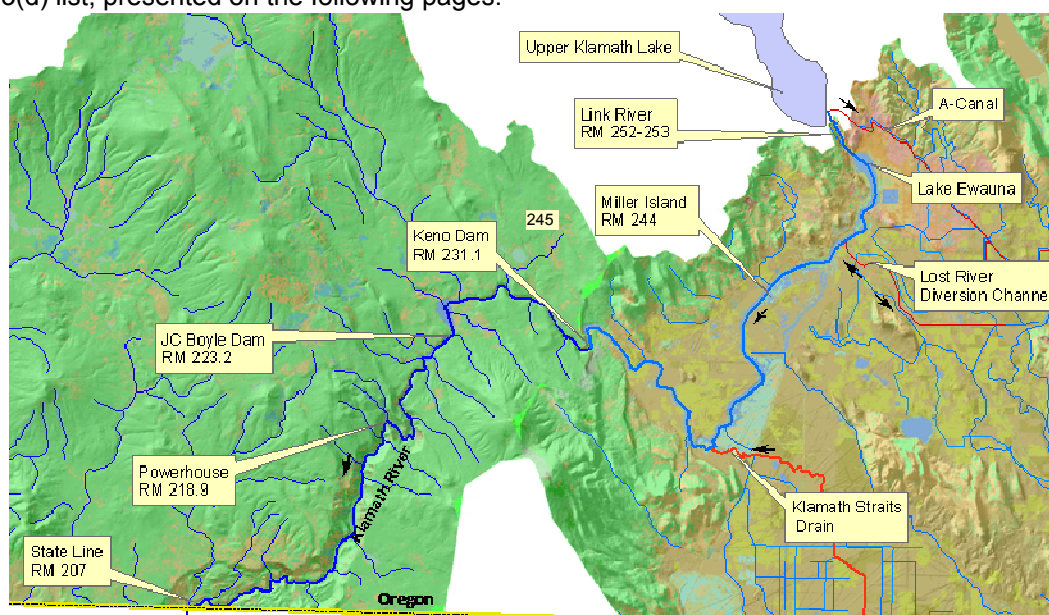 o(d) list, presented on the following pages.
Upper Klamath Lake
Link River
RM 252-253
A-Canal
Lake Ewauna
Miller Island
RM 244
245
Keno Dam
RM 231.1
Lost River
Diversion Channe
JC Boyle Dam
RM 223.2
Powerhouse
RM 218.9
Klamath River
Klamath Straits
Drain
State Line
RM 207
Oregon